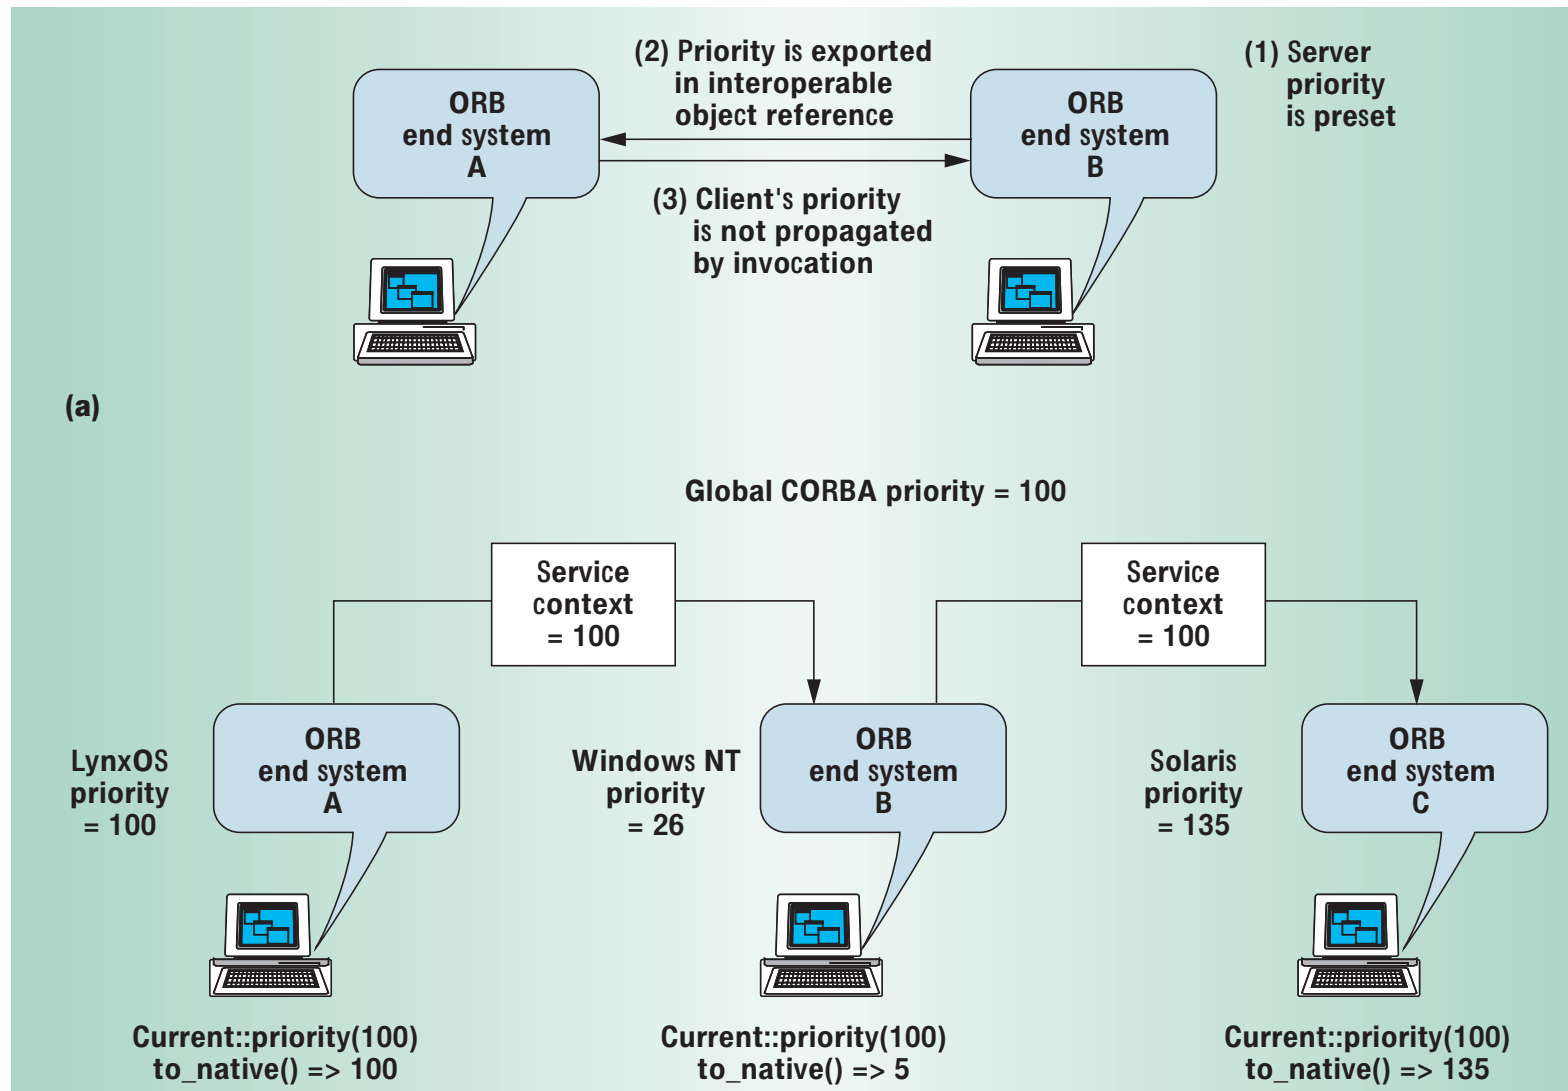 (2) Priority is exported
in interoperable
object reference
(1) Server
priority
is preset
ORB
end system
A
ORB
end system
B
(3) Client's priority
is not propagated
by invocation
(a)
Global CORBA priority = 100
Service
context
= 100
Service
context
= 100
LynxOS
priority
= 100
ORB
end system
A
Windows NT
priority
= 26
ORB
end system
B
Solaris
priority
= 135
ORB
end system
C
Current::priority(100)
to_native() => 100
Current::priority(100)
to_native() => 5
Current::priority(100)
to_native() => 135